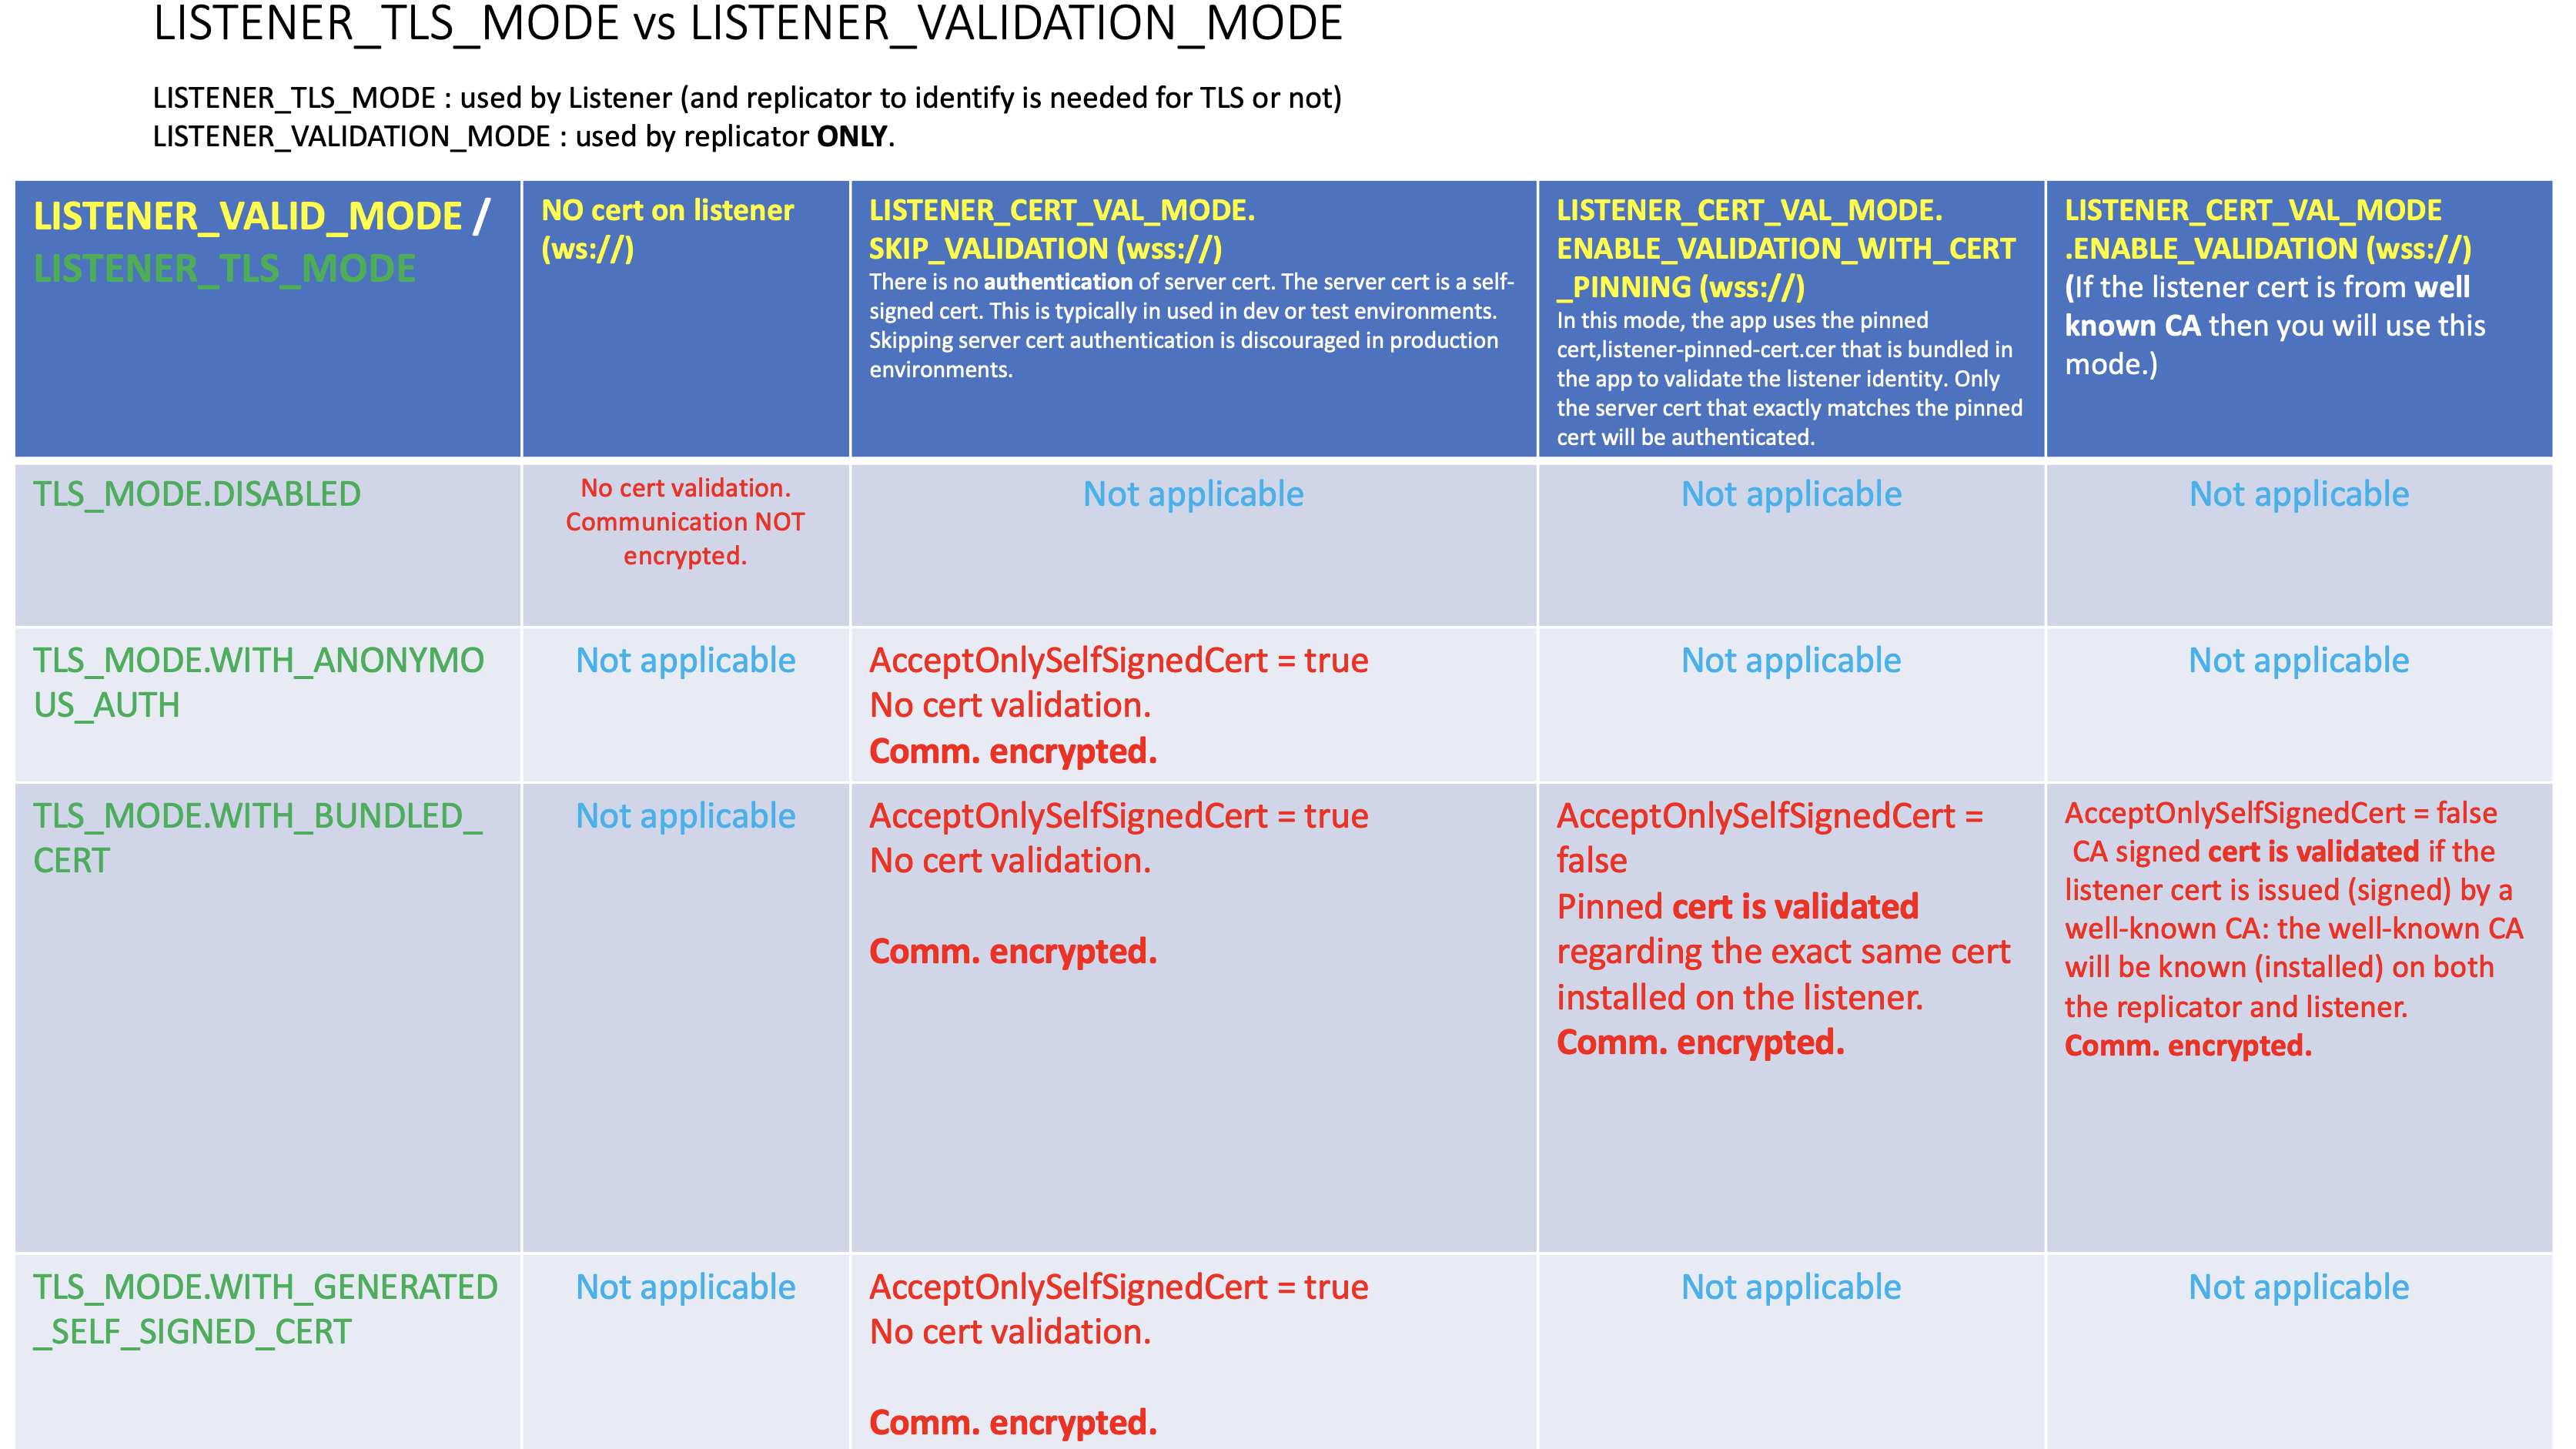 LISTENER_TLS_MODE vs LISTENER_VALIDATION_MODE
LISTENER_TLS_MODE : used by Listener (and replicator to identify is needed for TLS or not)
LISTENER_VALIDATION_MODE : used by replicator ONLY.
LISTENER_VALID_MODE /
LISTENER_TLS_MODE
NO cert on listener
(ws://)
LISTENER_CERT_VAL_MODE.
SKIP_VALIDATION (wss://)
There is no authentication of server cert. The server cert is a self-
signed cert. This is typically in used in dev or test environments.
Skipping server cert authentication is discouraged in production
environments.
LISTENER_CERT_VAL_MODE.
ENABLE_VALIDATION_WITH_CERT
_PINNING (wss://)
In this mode, the app uses the pinned
cert,listener-pinned-cert.cer that is bundled in
the app to validate the listener identity. Only
the server cert that exactly matches the pinned
cert will be authenticated.
LISTENER_CERT_VAL_MODE
.ENABLE_VALIDATION (wss://)
(If the listener cert is from well
known CA then you will use this
mode.)
TLS_MODE.DISABLED
No cert validation.
Communication NOT
encrypted.
Not applicable
Not applicable
Not applicable
TLS_MODE.WITH_ANONYMO
US_AUTH
Not applicable
AcceptOnlySelfSignedCert = true
No cert validation.
Comm. encrypted.
Not applicable
Not applicable
TLS_MODE.WITH_BUNDLED_
CERT
Not applicable
AcceptOnlySelfSignedCert = true
No cert validation.
Comm. encrypted.
AcceptOnlySelfSignedCert =
false
Pinned cert is validated
regarding the exact same cert
installed on the listener.
Comm. encrypted.
AcceptOnlySelfSignedCert = false
CA signed cert is validated if the
listener cert is issued (signed) by a
well-known CA: the well-known CA
will be known (installed) on both
the replicator and listener.
Comm. encrypted.
TLS_MODE.WITH_GENERATED
_SELF_SIGNED_CERT
Not applicable
AcceptOnlySelfSignedCert = true
No cert validation.
Comm. encrypted.
Not applicable
Not applicable